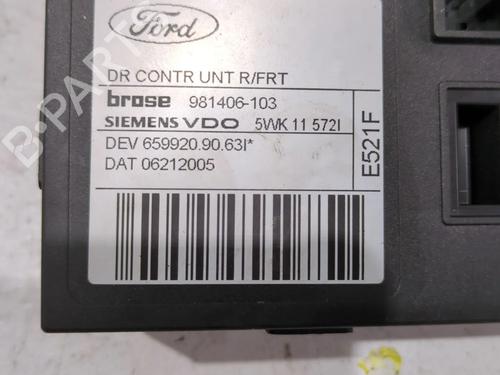 Ford
DR CONTR UNT R/FRT
brose 981406-103
SIEMENS VDO 5WK 11 572I
DEV 659920.90.63I*
DAT 06212005
E521F
B-PARTS